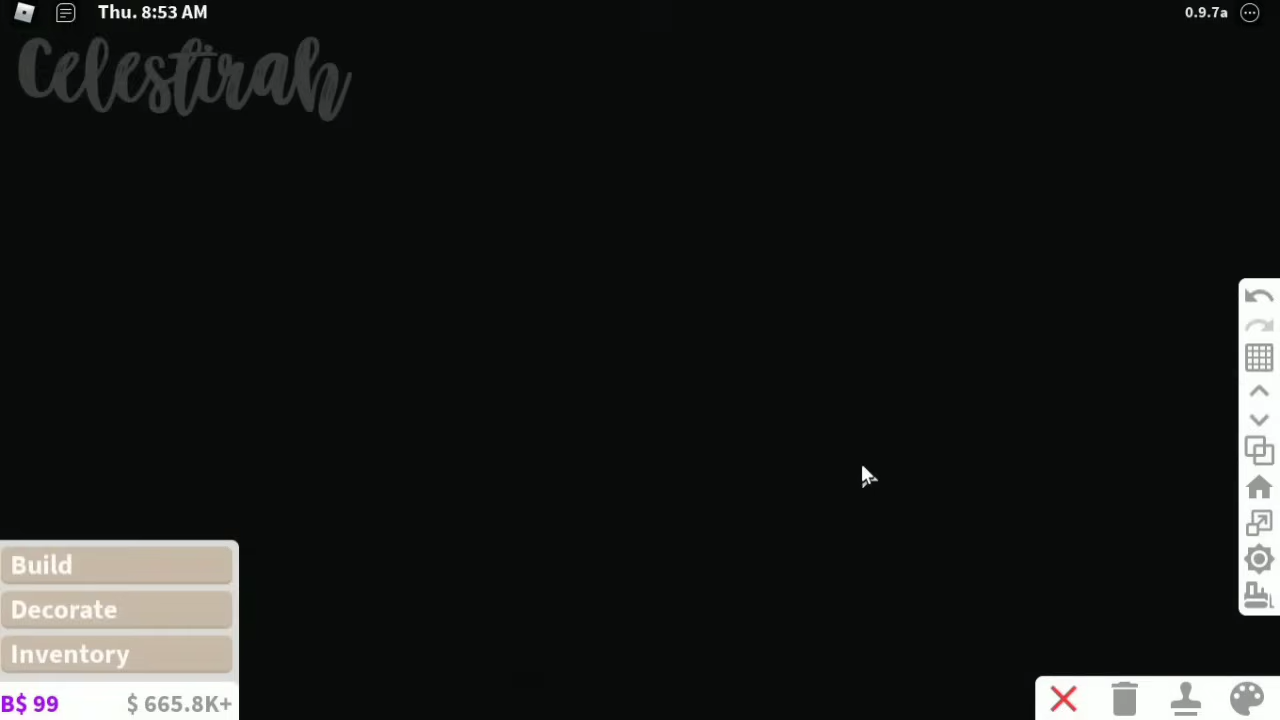 Thu. 8:53 AM
0.9.7a
Celestirah
Build
Decorate
Inventory
B$ 99
$ 665.8K+